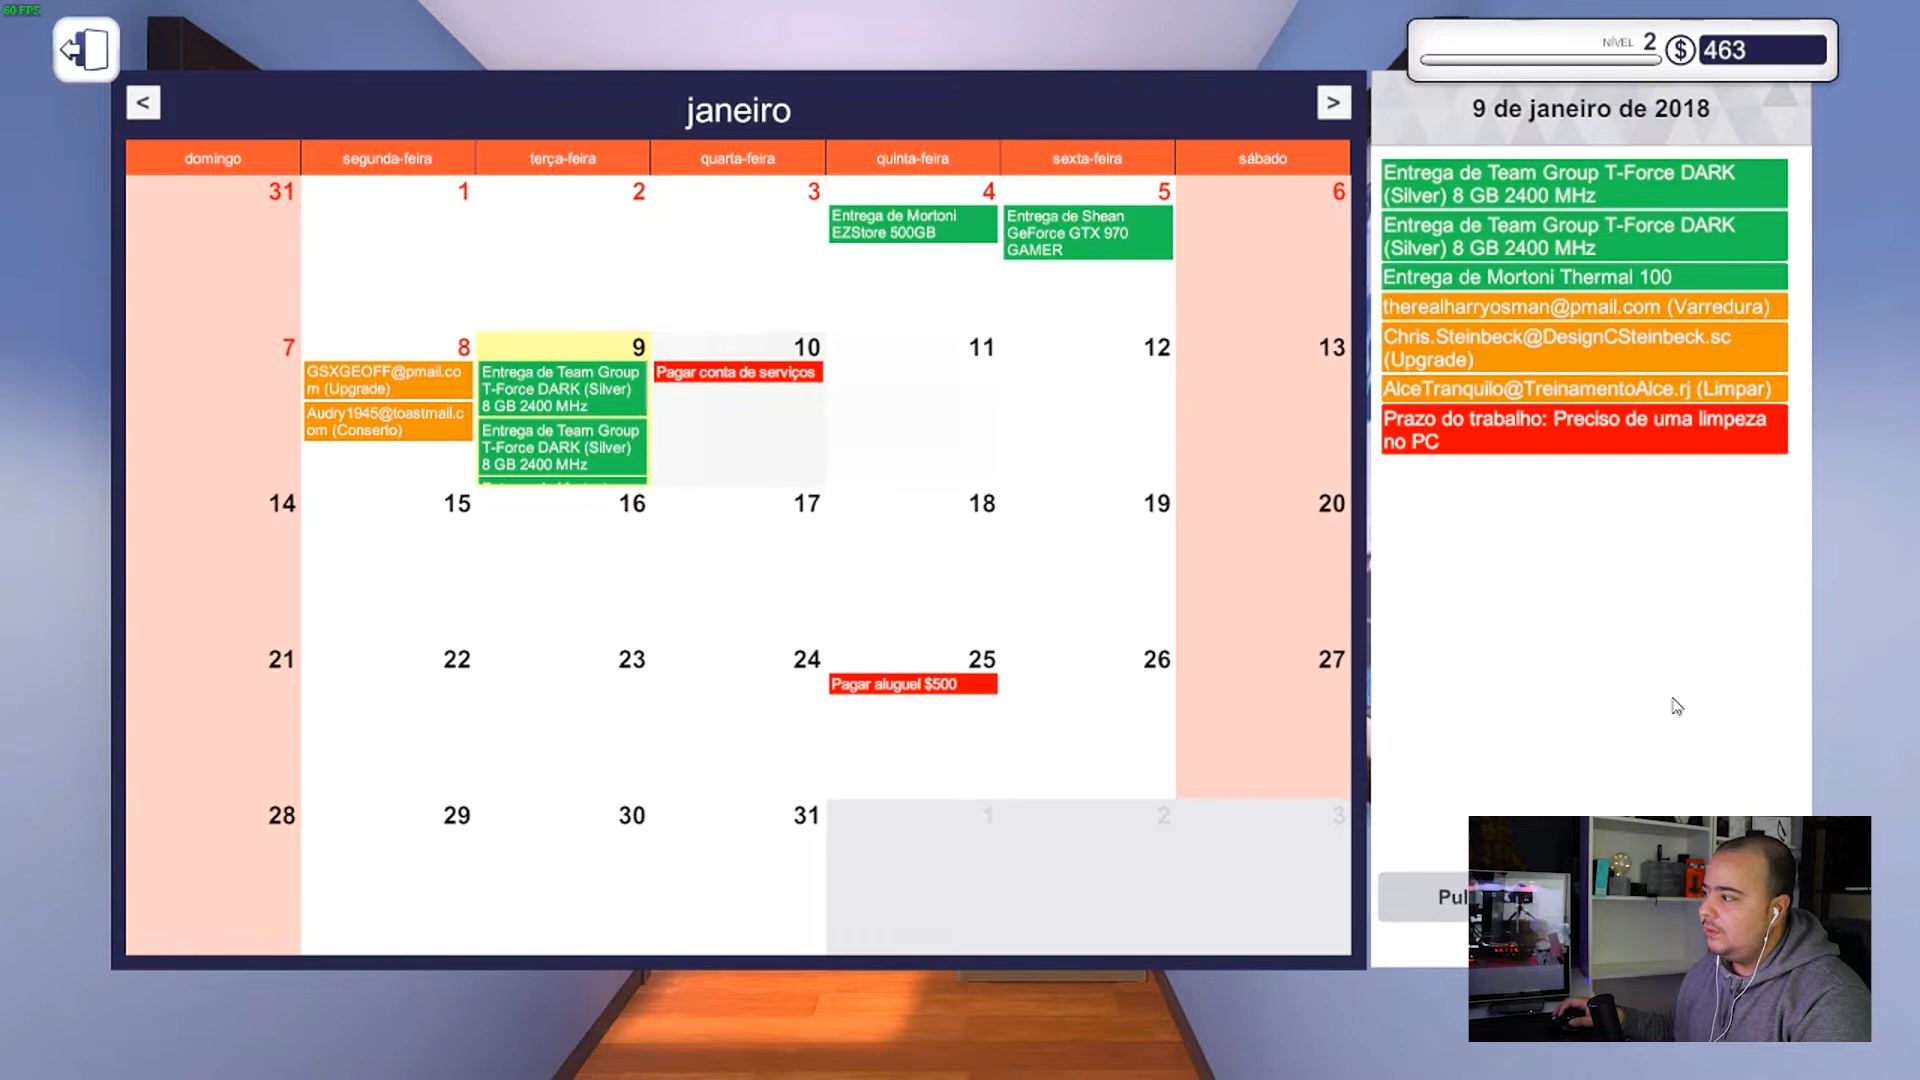 60 FPS
NÍVEL 2 $ 463
< janeiro >
domingo segunda-feira terça-feira quarta-feira quinta-feira sexta-feira sábado
31 1 2 3 4 5 6
Entrega de Mortoni
EZStore 500GB
Entrega de Shean
GeForce GTX 970
GAMER
7 8 9 10 11 12 13
GSXGEOFF@pmail.co
m (Upgrade)
Audry1945@toastmail.c
om (Conserto)
Entrega de Team Group
T-Force DARK (Silver)
8 GB 2400 MHz
Entrega de Team Group
T-Force DARK (Silver)
8 GB 2400 MHz
Pagar conta de serviços
14 15 16 17 18 19 20
21 22 23 24 25 26 27
Pagar aluguel $500
28 29 30 31 1 2 3
9 de janeiro de 2018
Entrega de Team Group T-Force DARK
(Silver) 8 GB 2400 MHz
Entrega de Team Group T-Force DARK
(Silver) 8 GB 2400 MHz
Entrega de Mortoni Thermal 100
therealharryosman@pmail.com (Varredura)
Chris.Steinbeck@DesignCSteinbeck.sc
(Upgrade)
AlceTranquilo@TreinamentoAlce.rj (Limpar)
Prazo do trabalho: Preciso de uma limpeza
no PC